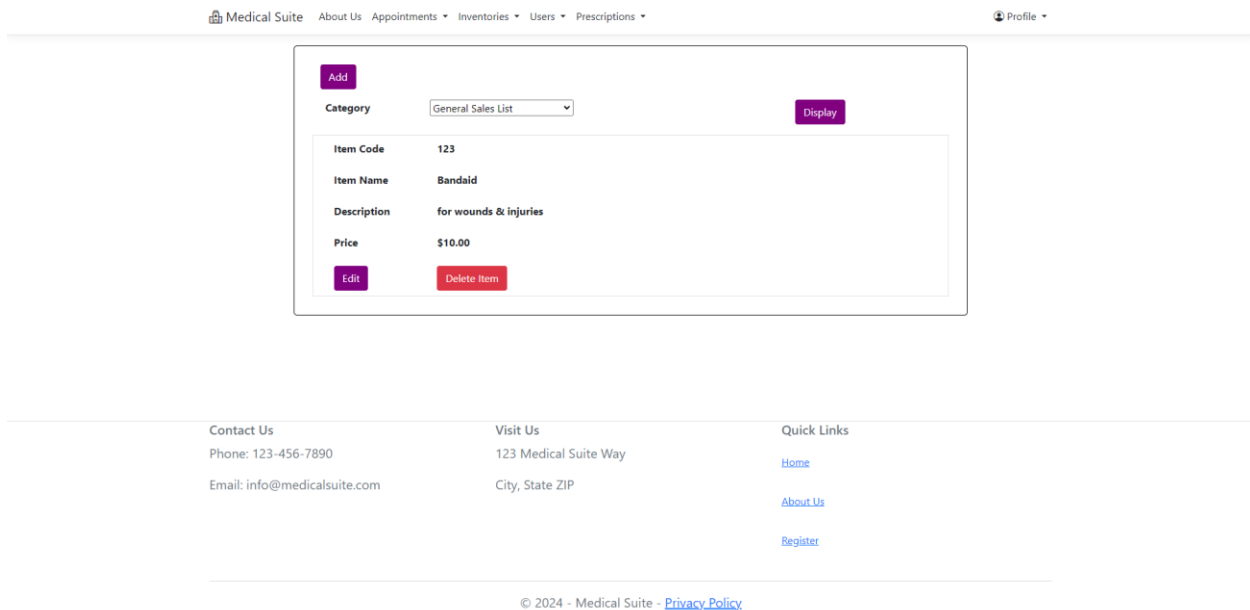 Medical Suite About Us Appointments Inventories Users Prescriptions Profile
Add
Category General Sales List Display
Item Code 123
Item Name Bandaid
Description for wounds & injuries
Price $10.00
Edit Delete Item
Contact Us Visit Us Quick Links
Phone: 123-456-7890 123 Medical Suite Way
Home
Email: info@medicalsuite.com City, State ZIP
About Us
Register
© 2024 - Medical Suite - Privacy Policy